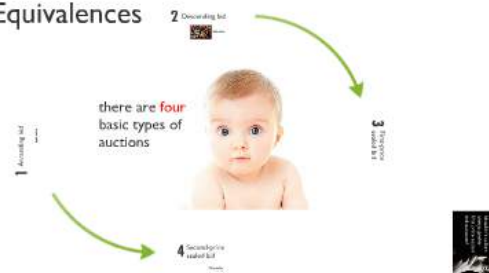 Equivalences
2 Descending bid
there are four
basic types of
auctions
1 Ascending bid
3 First-price
sealed bid
4 Second-price
sealed bid